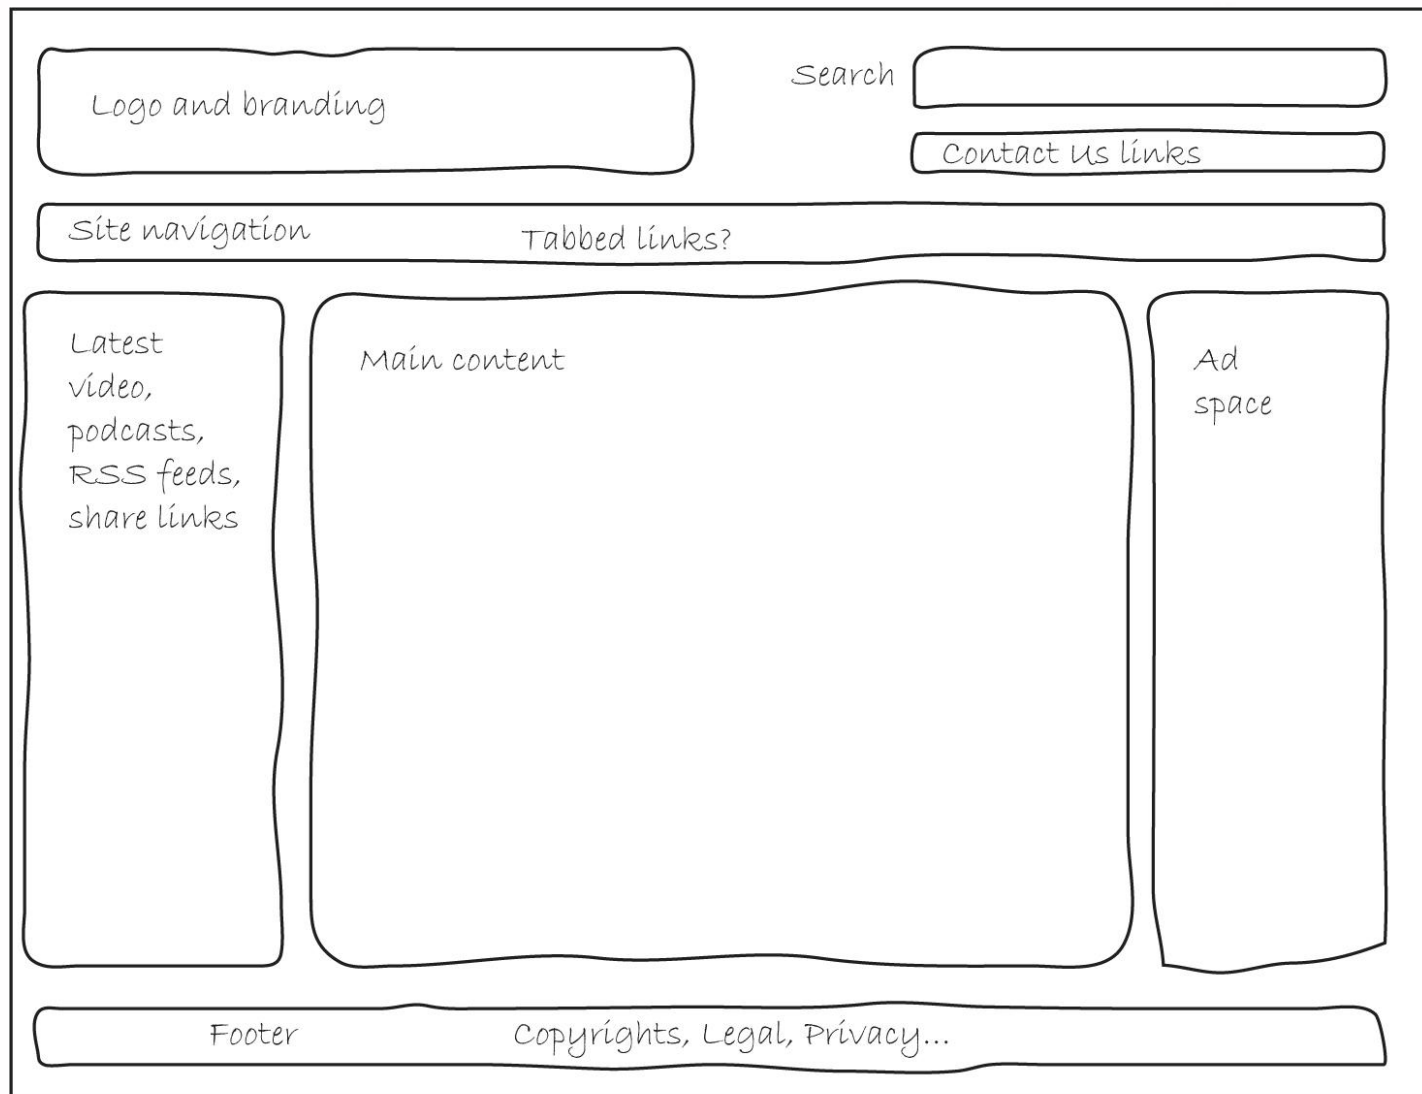 Logo and branding
Search
Contact Us links
Site navigation
Tabbed links?
Latest
video,
podcasts,
RSS feeds,
share links
Main content
Ad
space
Footer
Copyrights, Legal, Privacy...